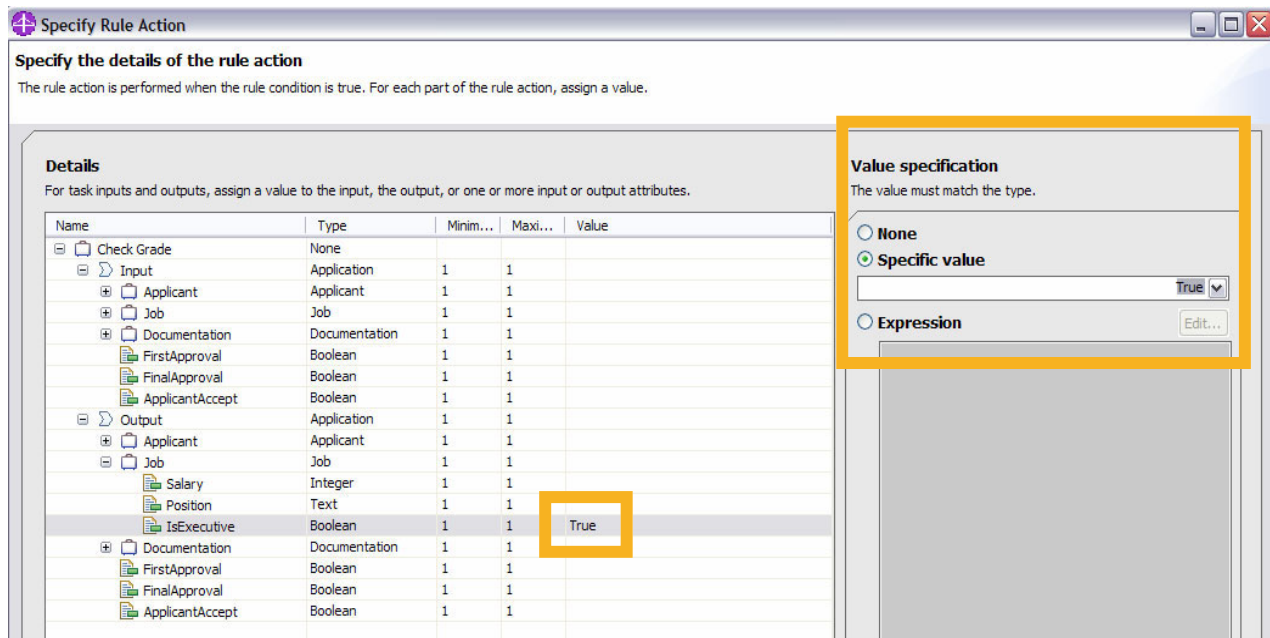 Specify Rule Action
Specify the details of the rule action
The rule action is performed when the rule condition is true. For each part of the rule action, assign a value.
Details
For task inputs and outputs, assign a value to the input, the output, or one or more input or output attributes.
Name Type Minim... Maxi... Value
Check Grade None
Input Application 1 1
Applicant Applicant 1 1
Job Job 1 1
Documentation Documentation 1 1
FirstApproval Boolean 1 1
FinalApproval Boolean 1 1
ApplicantAccept Boolean 1 1
Output Application 1 1
Applicant Applicant 1 1
Job Job 1 1
Salary Integer 1 1
Position Text 1 1
IsExecutive Boolean 1 1 True
Documentation Documentation 1 1
FirstApproval Boolean 1 1
FinalApproval Boolean 1 1
ApplicantAccept Boolean 1 1
Value specification
The value must match the type.
None
Specific value
True
Expression Edit...